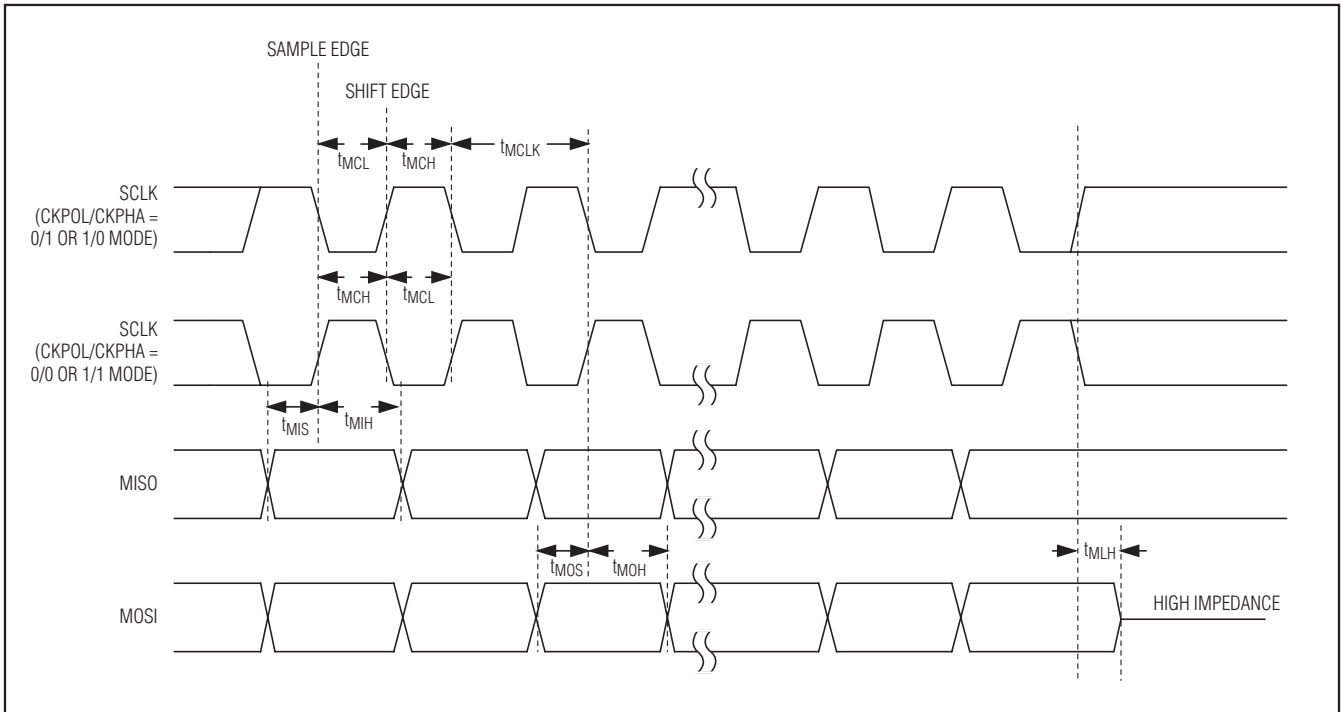 SAMPLE EDGE
SHIFT EDGE
tMCL
tMCH
tMCLK
SCLK
(CKPOL/CKPHA =
0/1 OR 1/0 MODE)
tMCH
tMCL
SCLK
(CKPOL/CKPHA =
0/0 OR 1/1 MODE)
tMIS
tMIH
MISO
tMOS
tMOH
tMLH
MOSI
HIGH IMPEDANCE